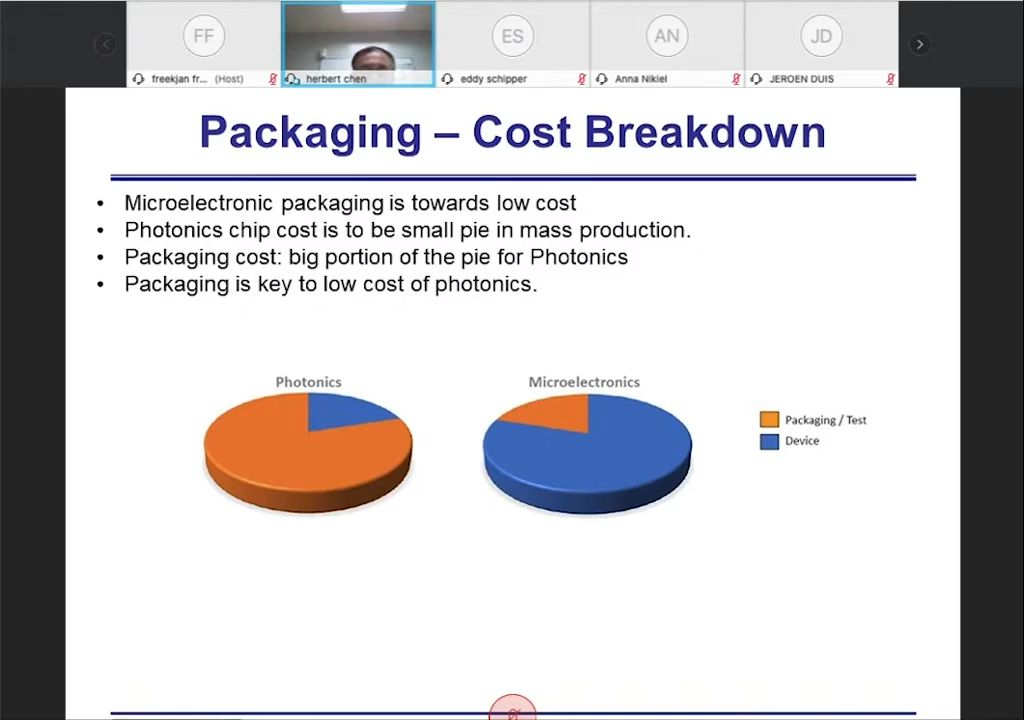 FF
ES
AN
JD
freekjan fr... (Host)
herbert chen
eddy schipper
Anna Nikiel
JEROEN DUIS
Packaging – Cost Breakdown
• Microelectronic packaging is towards low cost
• Photonics chip cost is to be small pie in mass production.
• Packaging cost: big portion of the pie for Photonics
• Packaging is key to low cost of photonics.
Photonics
Microelectronics
Packaging / Test
Device